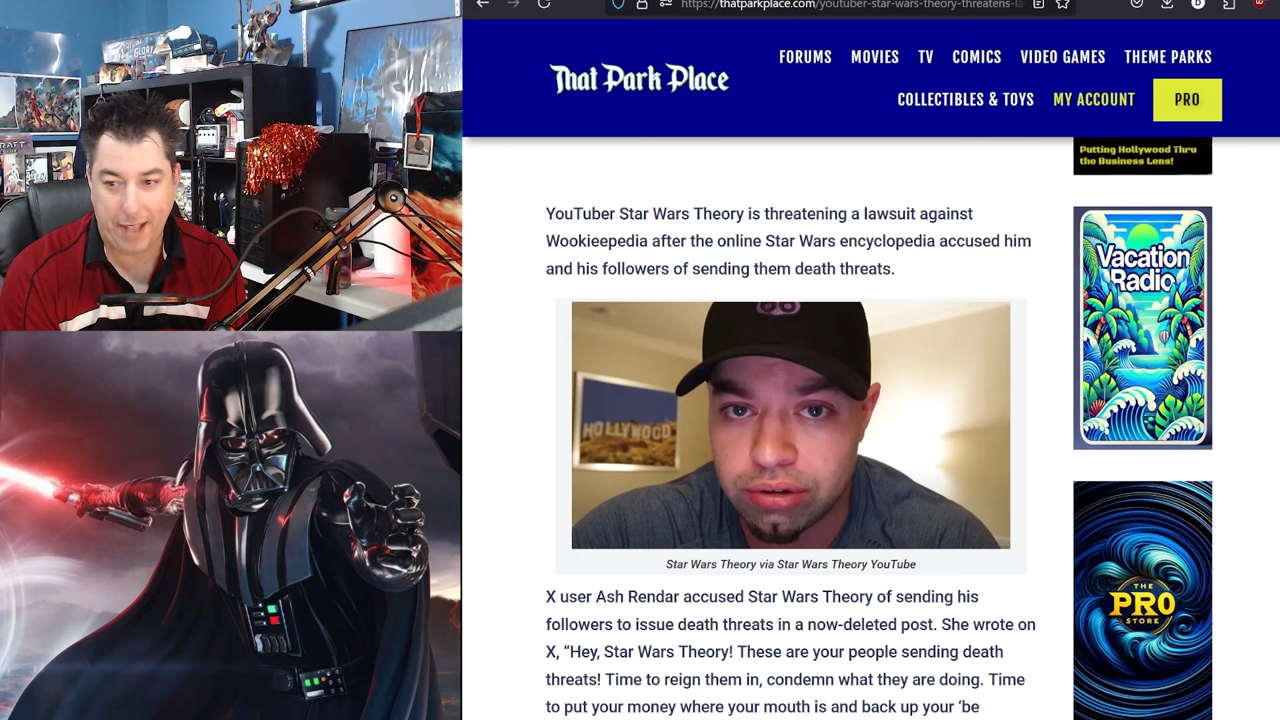 https://thatparkplace.com/youtuber-star-wars-theory-threatens-la
That Park Place
FORUMS MOVIES TV COMICS VIDEO GAMES THEME PARKS
COLLECTIBLES & TOYS MY ACCOUNT PRO
Putting Hollywood Thru
the Business Lens!
YouTuber Star Wars Theory is threatening a lawsuit against
Wookieepedia after the online Star Wars encyclopedia accused him
and his followers of sending them death threats.
HOLLYWOOD
Star Wars Theory via Star Wars Theory YouTube
X user Ash Rendar accused Star Wars Theory of sending his
followers to issue death threats in a now-deleted post. She wrote on
X, “Hey, Star Wars Theory! These are your people sending death
threats! Time to reign them in, condemn what they are doing. Time
to put your money where your mouth is and back up your ‘be
Vacation
Radio
THE
PRO
STORE
GLORY